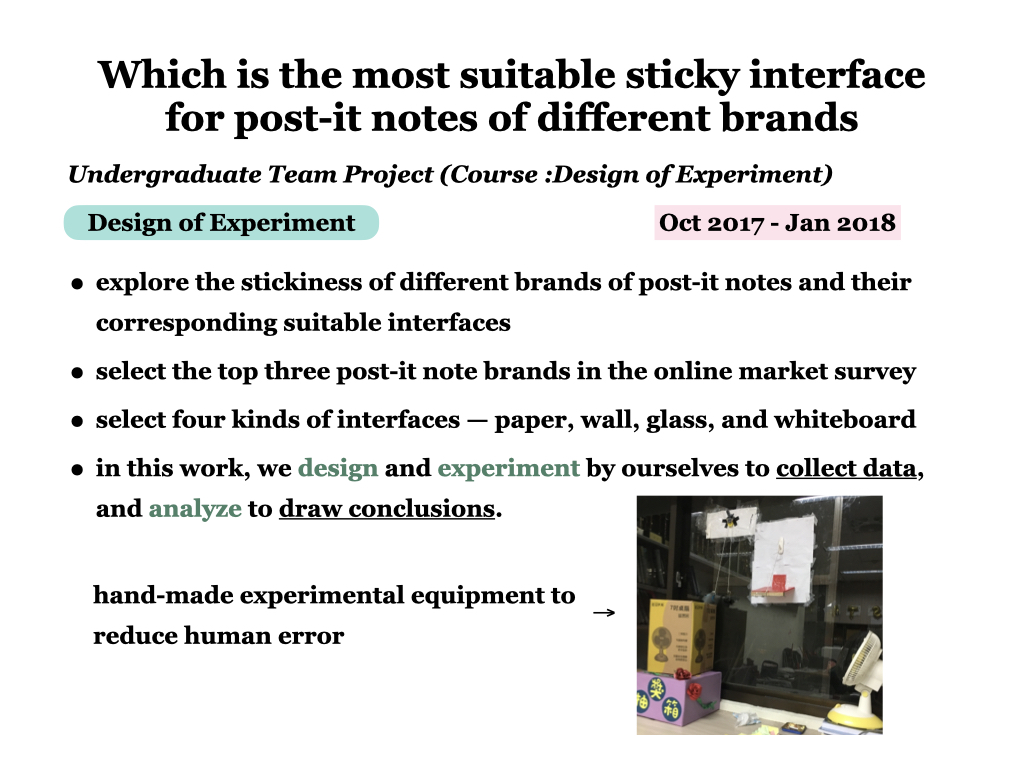 Which is the most suitable sticky interface
for post-it notes of different brands
Undergraduate Team Project (Course :Design of Experiment)
Design of Experiment
Oct 2017 - Jan 2018
• explore the stickiness of different brands of post-it notes and their
corresponding suitable interfaces
• select the top three post-it note brands in the online market survey
• select four kinds of interfaces — paper, wall, glass, and whiteboard
• in this work, we design and experiment by ourselves to collect data,
and analyze to draw conclusions.
hand-made experimental equipment to
reduce human error
→
抽獎箱